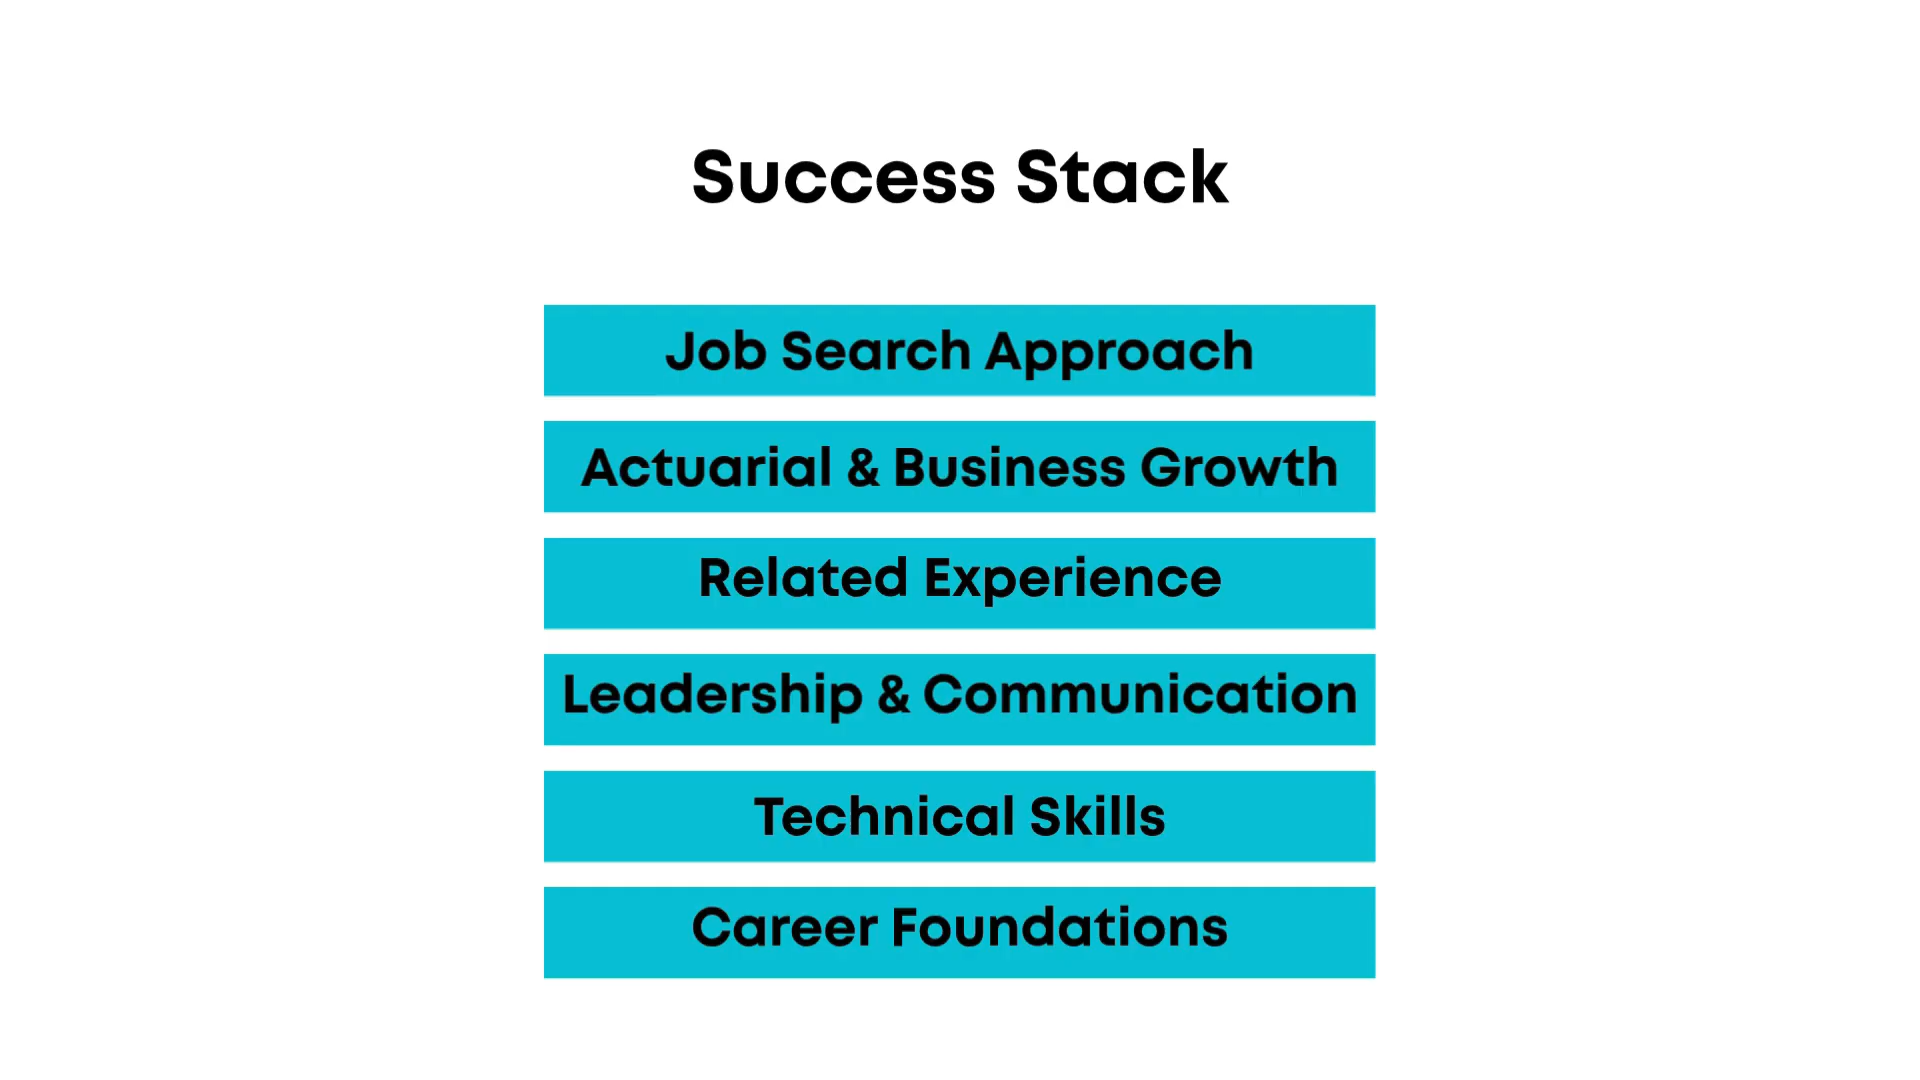 Success Stack
Job Search Approach
Actuarial & Business Growth
Related Experience
Leadership & Communication
Technical Skills
Career Foundations